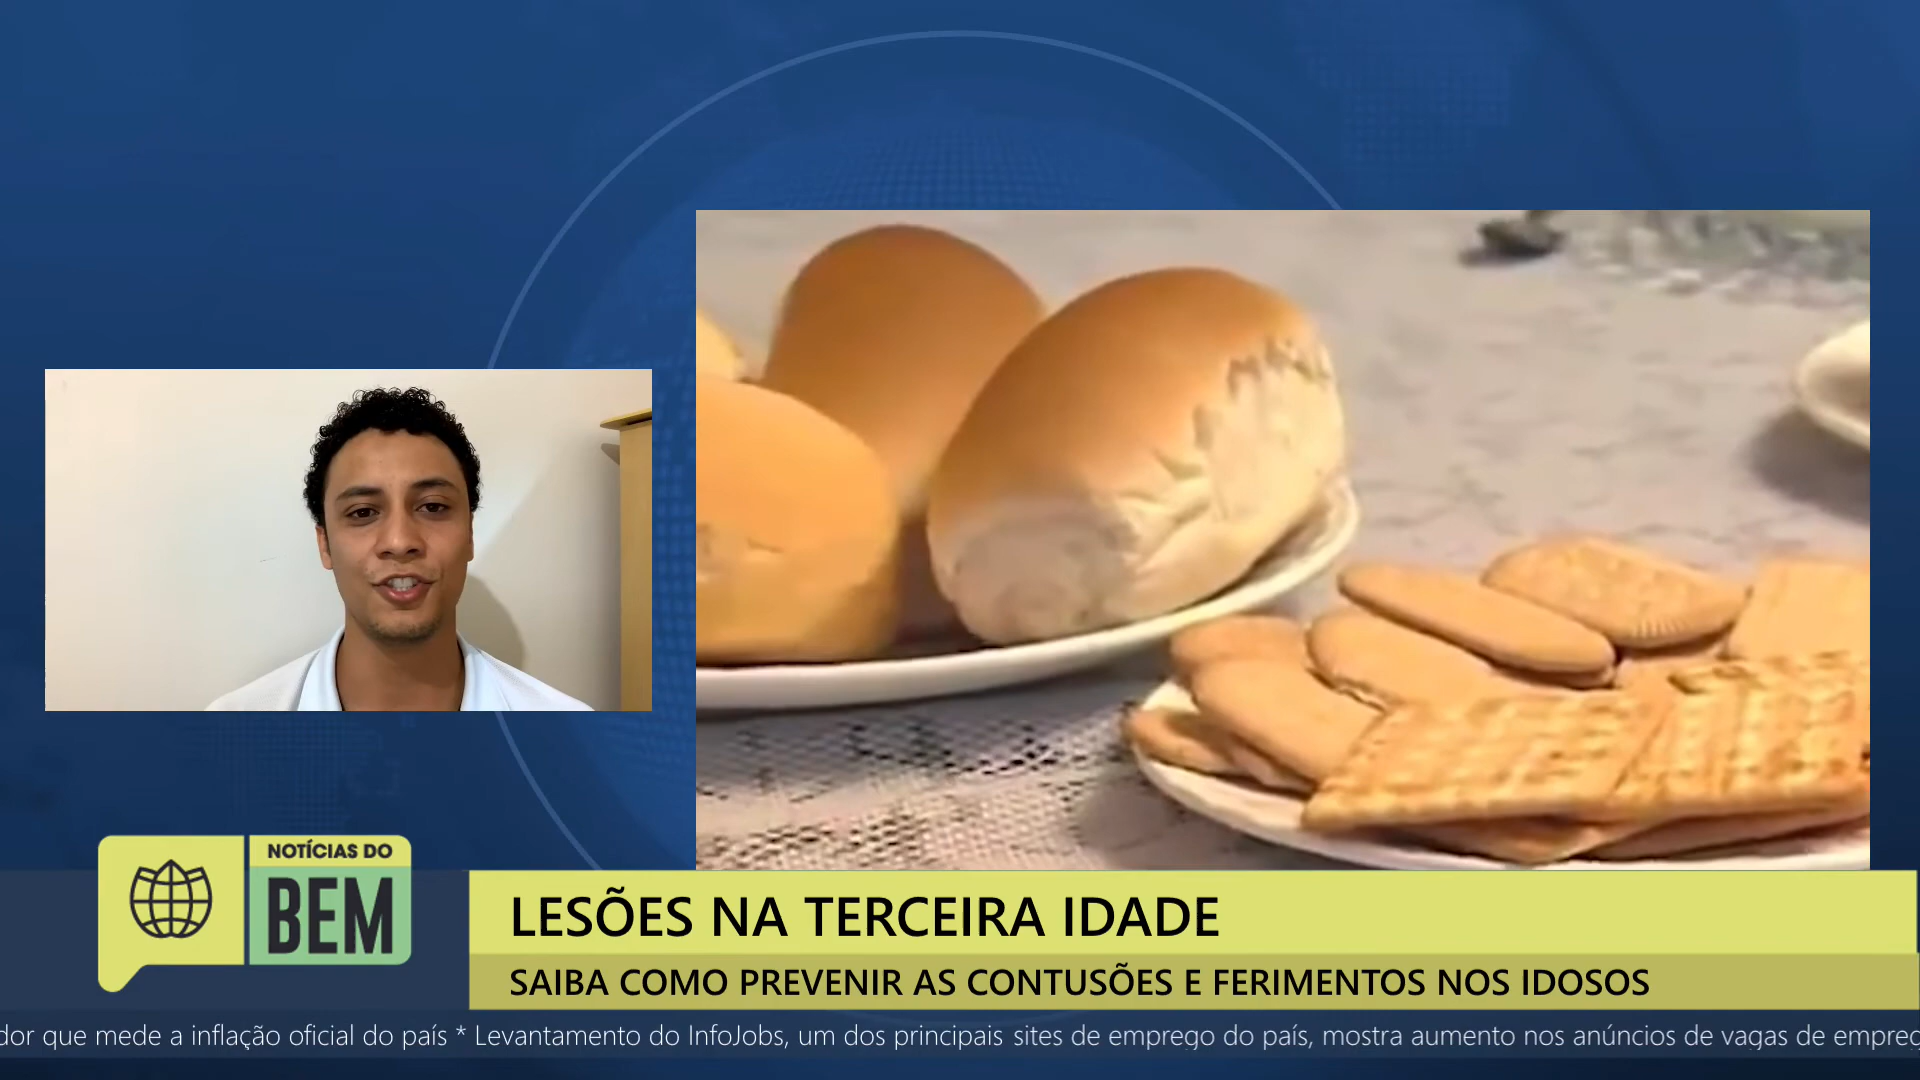 NOTÍCIAS DO
BEM
LESÕES NA TERCEIRA IDADE
SAIBA COMO PREVENIR AS CONTUSÕES E FERIMENTOS NOS IDOSOS
dor que mede a inflação oficial do país * Levantamento do InfoJobs, um dos principais sites de emprego do país, mostra aumento nos anúncios de vagas de empreg